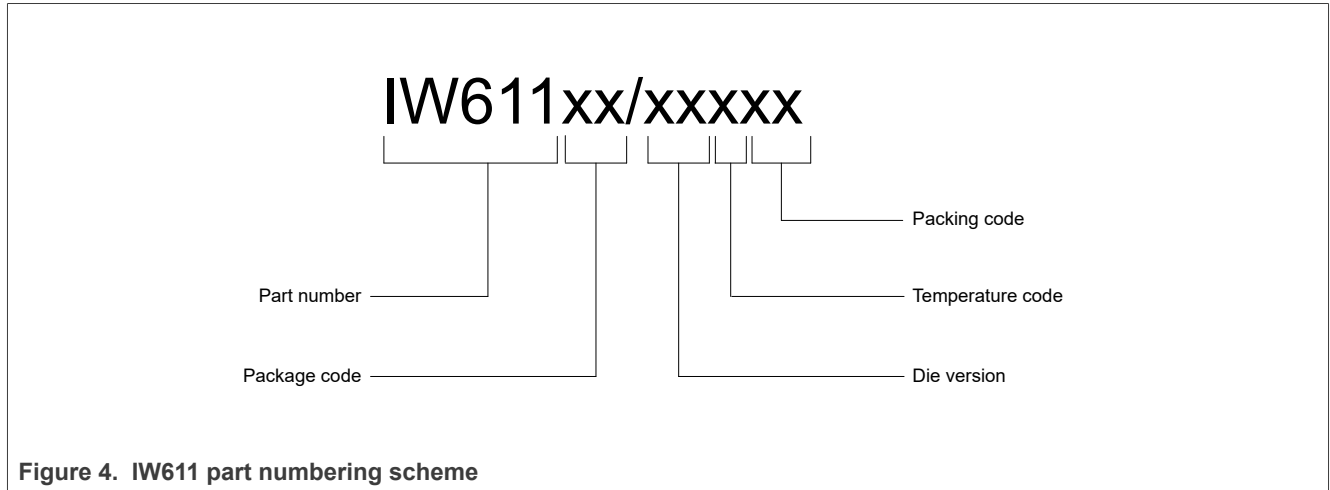 IW611xx/xxxxx
Packing code
Part number
Temperature code
Package code
Die version
Figure 4. IW611 part numbering scheme